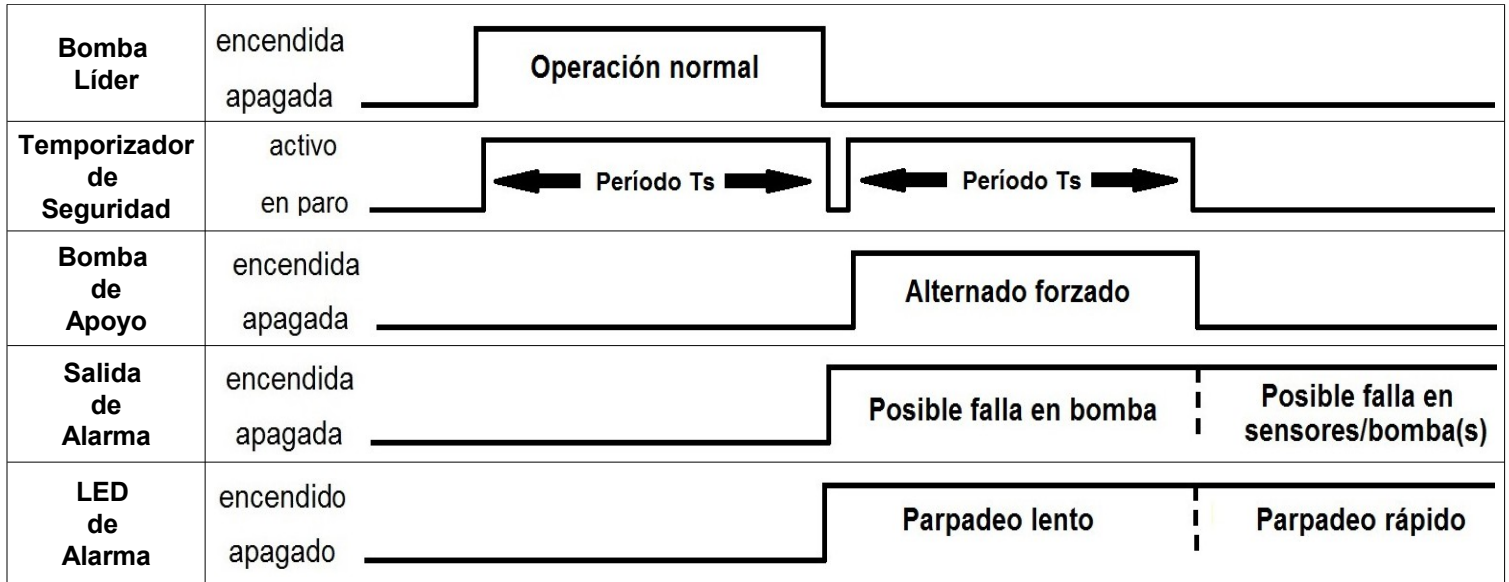 Bomba
Líder
encendida
apagada
Operación normal
Temporizador
de
Seguridad
activo
en paro
Período Ts
Período Ts
Bomba
de
Apoyo
encendida
apagada
Alternado forzado
Salida
de
Alarma
encendida
apagada
Posible falla en bomba
Posible falla en
sensores/bomba(s)
LED
de
Alarma
encendido
apagado
Parpadeo lento
Parpadeo rápido